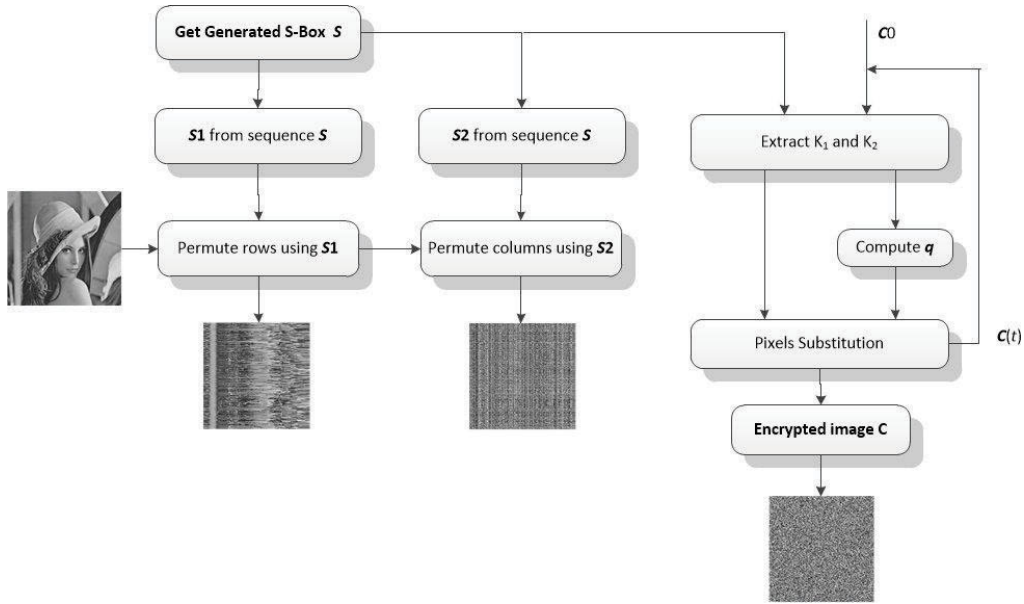 Get Generated S-Box S
C0
S1 from sequence S
S2 from sequence S
Extract K₁ and K₂
Permute rows using S1
Permute columns using S2
Compute q
Pixels Substitution
C(t)
Encrypted image C